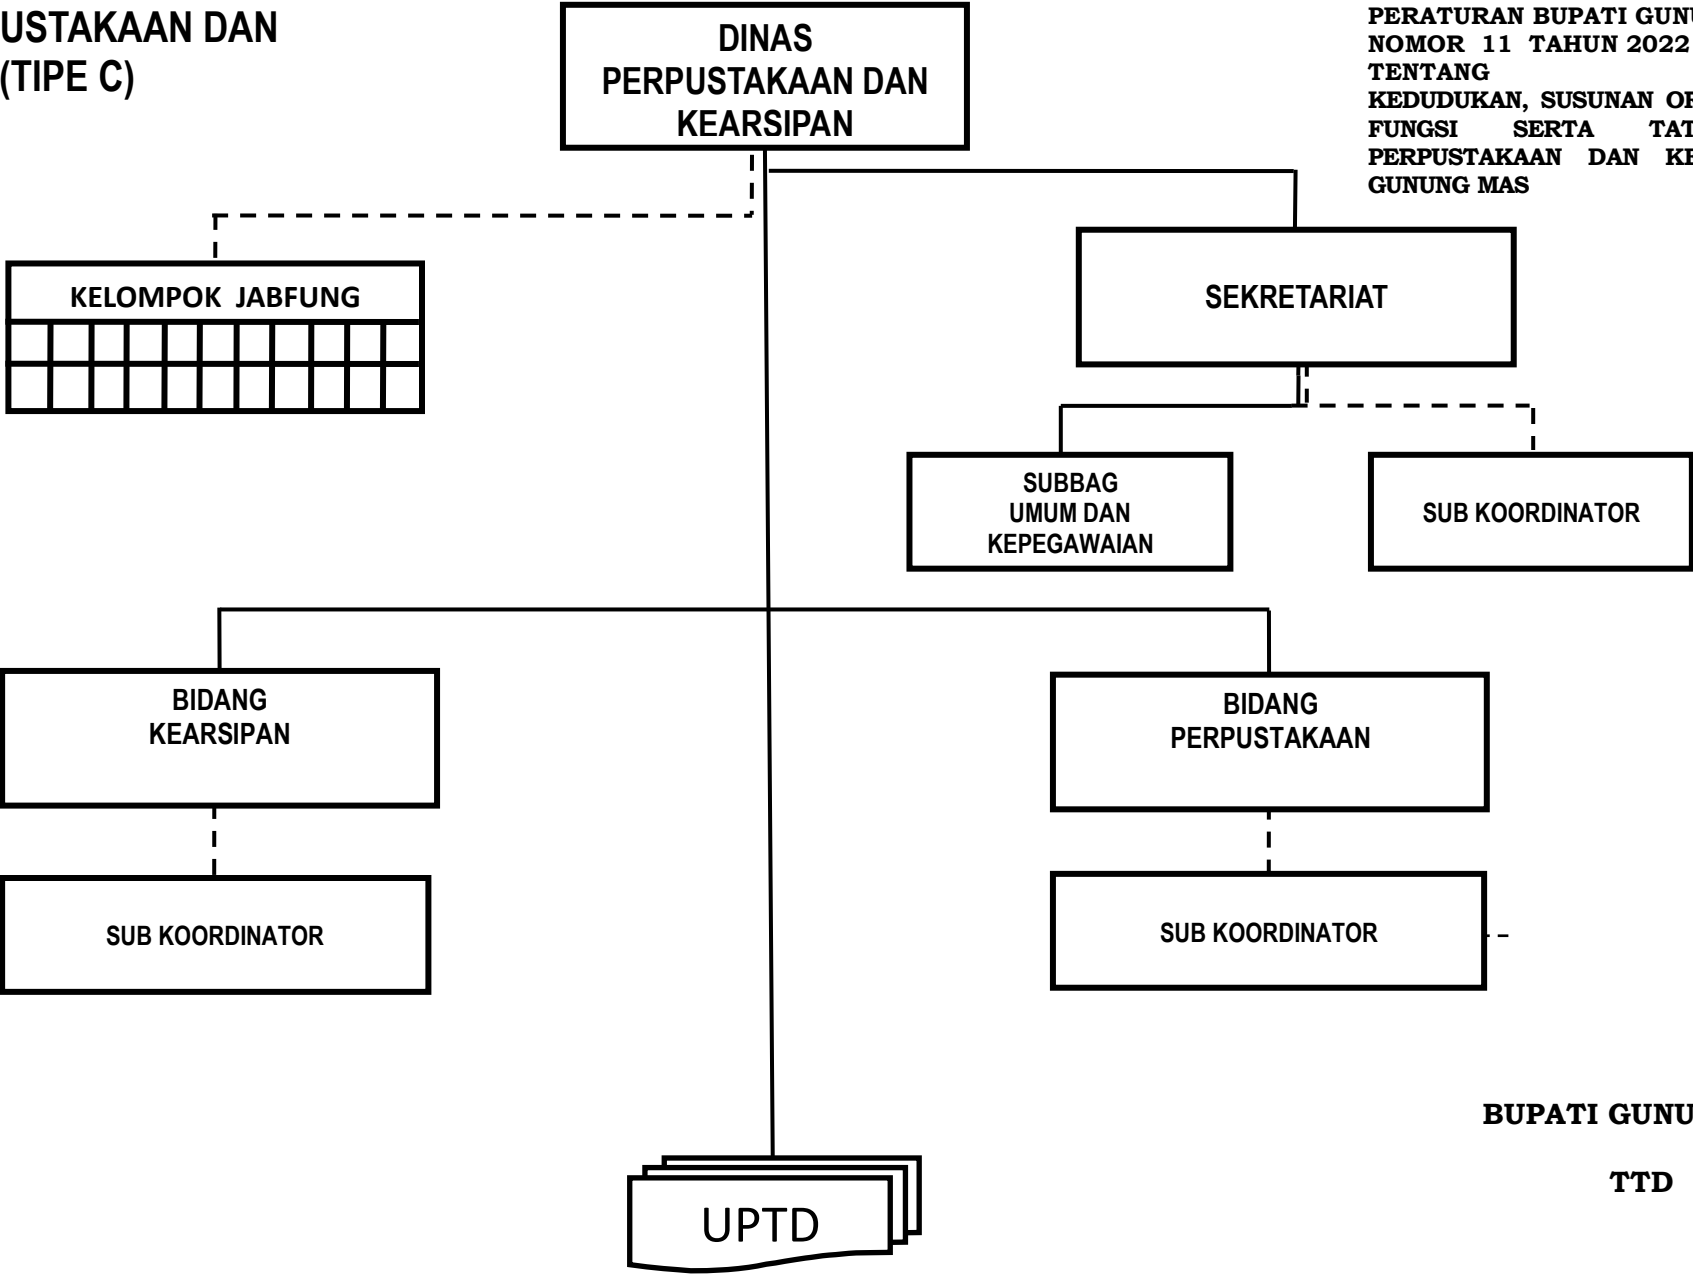 USTAKAAN DAN
(TIPE C)
DINAS
PERPUSTAKAAN DAN
KEARSIPAN
PERATURAN BUPATI GUNU
NOMOR 11 TAHUN 2022
TENTANG
KEDUDUKAN, SUSUNAN OR
FUNGSI SERTA TAT
PERPUSTAKAAN DAN KE
GUNUNG MAS
KELOMPOK JABFUNG
SEKRETARIAT
SUBBAG
UMUM DAN
KEPEGAWAIAN
SUB KOORDINATOR
BIDANG
KEARSIPAN
BIDANG
PERPUSTAKAAN
SUB KOORDINATOR
SUB KOORDINATOR
BUPATI GUNU
TTD
UPTD